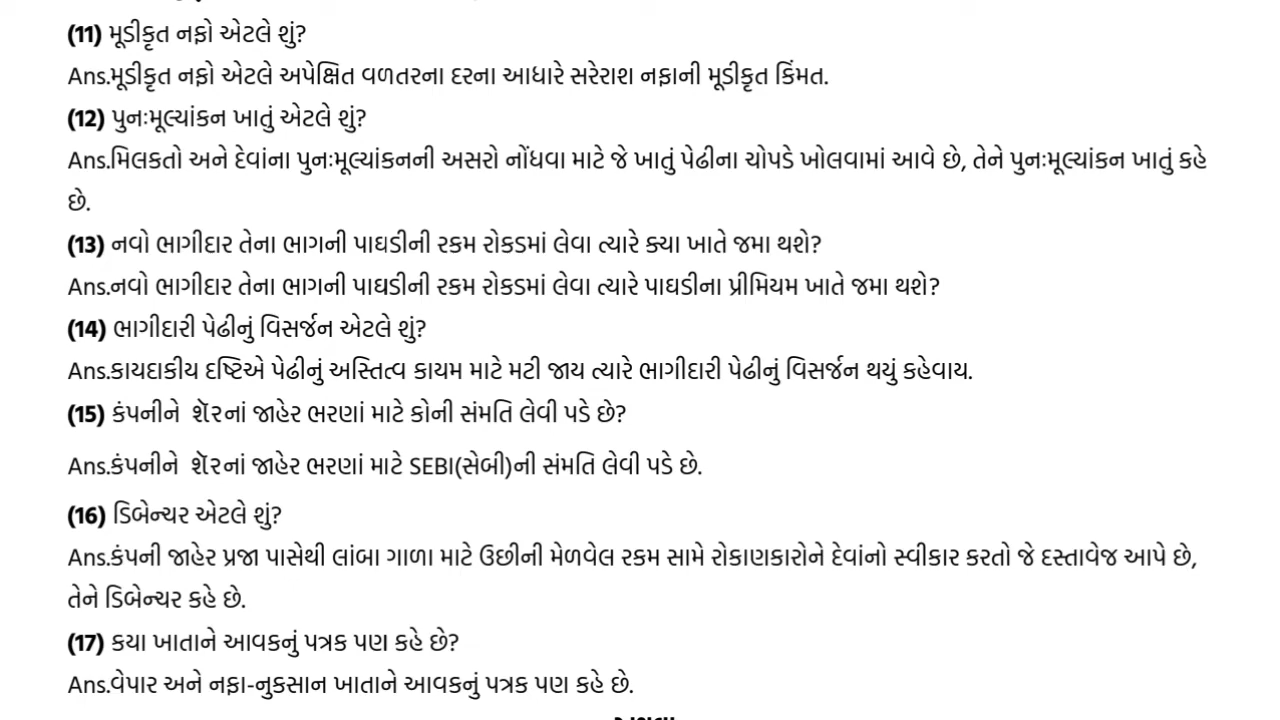 (11) મૂડીકૃત નફો એટલે શું?
Ans.મૂડીકૃત નફો એટલે અપેક્ષિત વળતરના દરના આધારે સરેરાશ નફાની મૂડીકૃત કિંમત.
(12) પુનઃમૂલ્યાંકન ખાતું એટલે શું?
Ans.મિલકતો અને દેવાંના પુનઃમૂલ્યાંકનની અસરો નોંધવા માટે જે ખાતું પેઢીના ચોપડે ખોલવામાં આવે છે, તેને પુનઃમૂલ્યાંકન ખાતું કહે
છે.
(13) નવો ભાગીદાર તેના ભાગની પાઘડીની રકમ રોકડમાં લેવા ત્યારે ક્યા ખાતે જમા થશે?
Ans.નવો ભાગીદાર તેના ભાગની પાઘડીની રકમ રોકડમાં લેવા ત્યારે પાઘડીના પ્રીમિયમ ખાતે જમા થશે?
(14) ભાગીદારી પેઢીનું વિસર્જન એટલે શું?
Ans.કાયદાકીય દષ્ટિએ પેઢીનું અસ્તિત્વ કાયમ માટે મટી જાય ત્યારે ભાગીદારી પેઢીનું વિસર્જન થયું કહેવાય.
(15) કંપનીને શૅરનાં જાહેર ભરણાં માટે કોની સંમતિ લેવી પડે છે?
Ans.કંપનીને શૅરનાં જાહેર ભરણાં માટે SEBI(સેબી)ની સંમતિ લેવી પડે છે.
(16) ડિબેન્ચર એટલે શું?
Ans.કંપની જાહેર પ્રજા પાસેથી લાંબા ગાળા માટે ઉછીની મેળવેલ રકમ સામે રોકાણકારોને દેવાંનો સ્વીકાર કરતો જે દસ્તાવેજ આપે છે,
તેને ડિબેન્ચર કહે છે.
(17) કયા ખાતાને આવકનું પત્રક પણ કહે છે?
Ans.વેપાર અને નફા-નુકસાન ખાતાને આવકનું પત્રક પણ કહે છે.